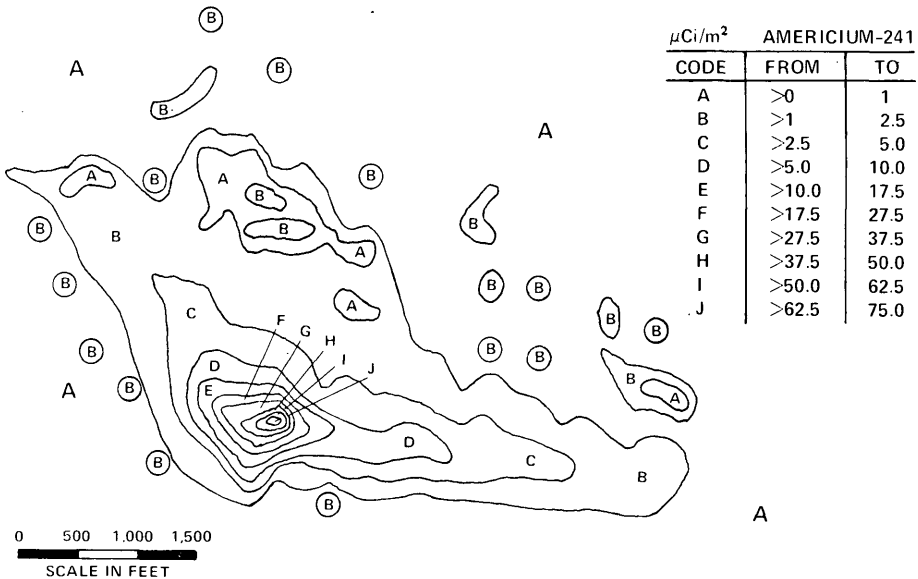 B
µCi/m² AMERICIUM-241
CODE FROM TO
A >0 1
B >1 2.5
C >2.5 5.0
D >5.0 10.0
E >10.0 17.5
F >17.5 27.5
G >27.5 37.5
H >37.5 50.0
I >50.0 62.5
J >62.5 75.0
A B
B
A
B A A B
B B
B B B A
B A B B
C A B B
F G H I J
B D B B B
A B E A
D
B C B
B
A
0 500 1,000 1,500
SCALE IN FEET